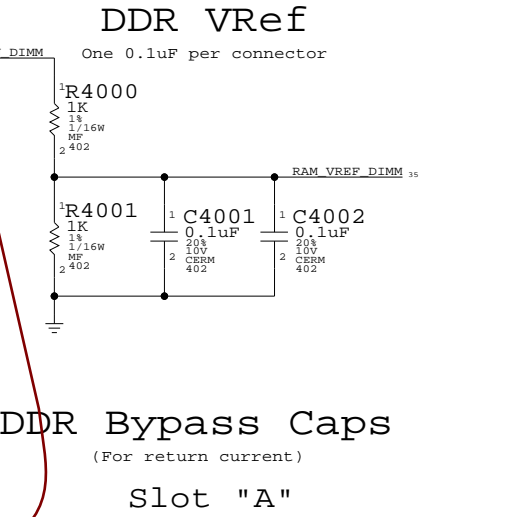 DDR VRef
One 0.1uF per connector
_DIMM
1
R4000
1K
1%
1/16W
MF
402
2
RAM_VREF_DIMM 35
1
R4001
1K
1%
1/16W
MF
402
2
1
C4001
0.1uF
20%
10V
CERM
402
2
1
C4002
0.1uF
20%
10V
CERM
402
2
DDR Bypass Caps
(For return current)
Slot "A"